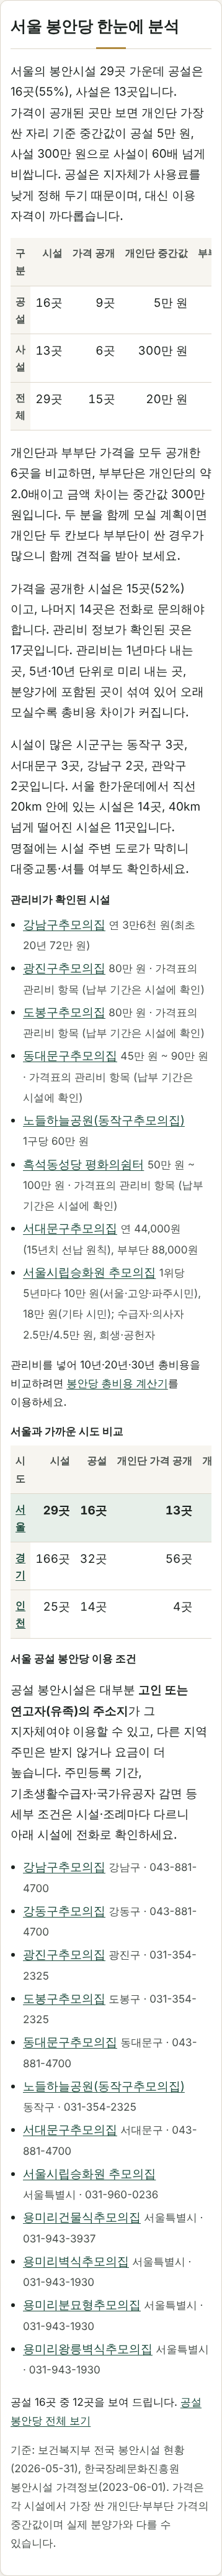 서울 봉안당 한눈에 분석
서울의 봉안시설 29곳 가운데 공설은
16곳(55%), 사설은 13곳입니다.
가격이 공개된 곳만 보면 개인단 가장
싼 자리 기준 중간값이 공설 5만 원,
사설 300만 원으로 사설이 60배 넘게
비쌉니다. 공설은 지자체가 사용료를
낮게 정해 두기 때문이며, 대신 이용
자격이 까다롭습니다.
구분 시설 가격 공개 개인단 중간값
공설 16곳 9곳 5만 원
사설 13곳 6곳 300만 원
전체 29곳 15곳 20만 원
개인단과 부부단 가격을 모두 공개한
6곳을 비교하면, 부부단은 개인단의 약
2.0배이고 금액 차이는 중간값 300만
원입니다. 두 분을 함께 모실 계획이면
개인단 두 칸보다 부부단이 싼 경우가
많으니 함께 견적을 받아 보세요.
가격을 공개한 시설은 15곳(52%)
이고, 나머지 14곳은 전화로 문의해야
합니다. 관리비 정보가 확인된 곳은
17곳입니다. 관리비는 1년마다 내는
곳, 5년·10년 단위로 미리 내는 곳,
분양가에 포함된 곳이 섞여 있어 오래
모실수록 총비용 차이가 커집니다.
시설이 많은 시군구는 동작구 3곳,
서대문구 3곳, 강남구 2곳, 관악구
2곳입니다. 서울 한가운데에서 직선
20km 안에 있는 시설은 14곳, 40km
넘게 떨어진 시설은 11곳입니다.
명절에는 시설 주변 도로가 막히니
대중교통·셔틀 여부도 확인하세요.
관리비가 확인된 시설
강남구추모의집 연 3만6천 원(최초
20년 72만 원)
광진구추모의집 80만 원 · 가격표의
관리비 항목 (납부 기간은 시설에 확인)
도봉구추모의집 80만 원 · 가격표의
관리비 항목 (납부 기간은 시설에 확인)
동대문구추모의집 45만 원 ~ 90만 원
· 가격표의 관리비 항목 (납부 기간은
시설에 확인)
노들하늘공원(동작구추모의집)
1구당 60만 원
흑석동성당 평화의쉼터 50만 원 ~
100만 원 · 가격표의 관리비 항목 (납부
기간은 시설에 확인)
서대문구추모의집 연 44,000원
(15년치 선납 원칙), 부부단 88,000원
서울시립승화원 추모의집 1위당
5년마다 10만 원(서울·고양·파주시민),
18만 원(기타 시민); 수급자·의사자
2.5만/4.5만 원, 희생·공헌자
관리비를 넣어 10년·20년·30년 총비용을
비교하려면 봉안당 총비용 계산기를
이용하세요.
서울과 가까운 시도 비교
시도 시설 공설 개인단 가격 공개
서울 29곳 16곳 13곳
경기 166곳 32곳 56곳
인천 25곳 14곳 4곳
서울 공설 봉안당 이용 조건
공설 봉안시설은 대부분 고인 또는
연고자(유족)의 주소지가 그
지자체여야 이용할 수 있고, 다른 지역
주민은 받지 않거나 요금이 더
높습니다. 주민등록 기간,
기초생활수급자·국가유공자 감면 등
세부 조건은 시설·조례마다 다르니
아래 시설에 전화로 확인하세요.
강남구추모의집 강남구 · 043-881-
4700
강동구추모의집 강동구 · 043-881-
4700
광진구추모의집 광진구 · 031-354-
2325
도봉구추모의집 도봉구 · 031-354-
2325
동대문구추모의집 동대문구 · 043-
881-4700
노들하늘공원(동작구추모의집)
동작구 · 031-354-2325
서대문구추모의집 서대문구 · 043-
881-4700
서울시립승화원 추모의집
서울특별시 · 031-960-0236
용미리건물식추모의집 서울특별시 ·
031-943-3937
용미리벽식추모의집 서울특별시 ·
031-943-1930
용미리분묘형추모의집 서울특별시 ·
031-943-1930
용미리왕릉벽식추모의집 서울특별시
· 031-943-1930
공설 16곳 중 12곳을 보여 드립니다. 공설
봉안당 전체 보기
기준: 보건복지부 전국 봉안시설 현황
(2026-05-31), 한국장례문화진흥원
봉안시설 가격정보(2023-06-01). 가격은
각 시설에서 가장 싼 개인단·부부단 가격의
중간값이며 실제 분양가와 다를 수
있습니다.